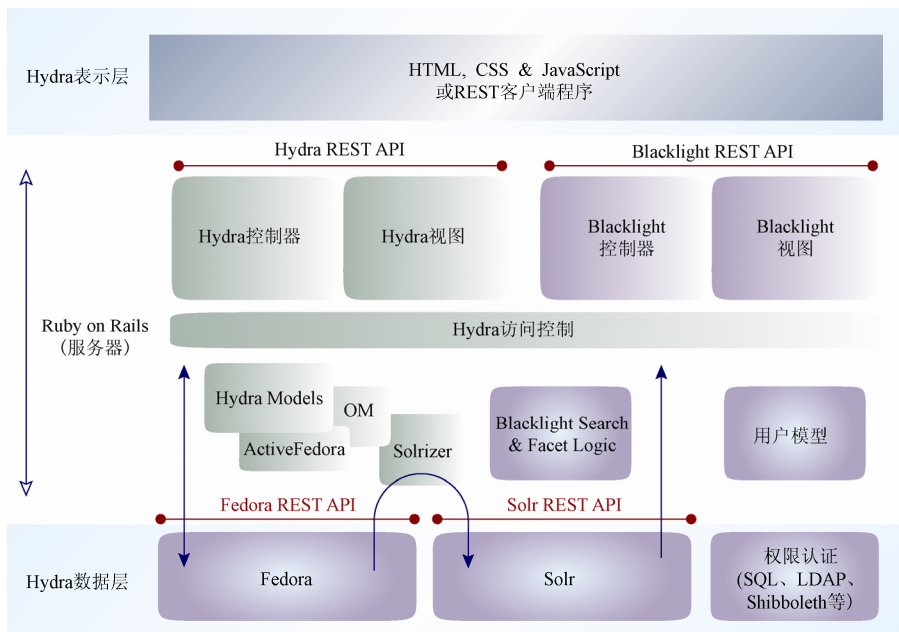 Hydra表示层
HTML, CSS & JavaScript
或REST客户端程序
Hydra REST API
Blacklight REST API
Hydra控制器
Hydra视图
Blacklight
控制器
Blacklight
视图
Ruby on Rails
(服务器)
Hydra访问控制
Hydra Models
OM
ActiveFedora
Solrizer
Blacklight Search
& Facet Logic
用户模型
Fedora REST API
Solr REST API
Hydra数据层
Fedora
Solr
权限认证
(SQL、LDAP、
Shibboleth等)